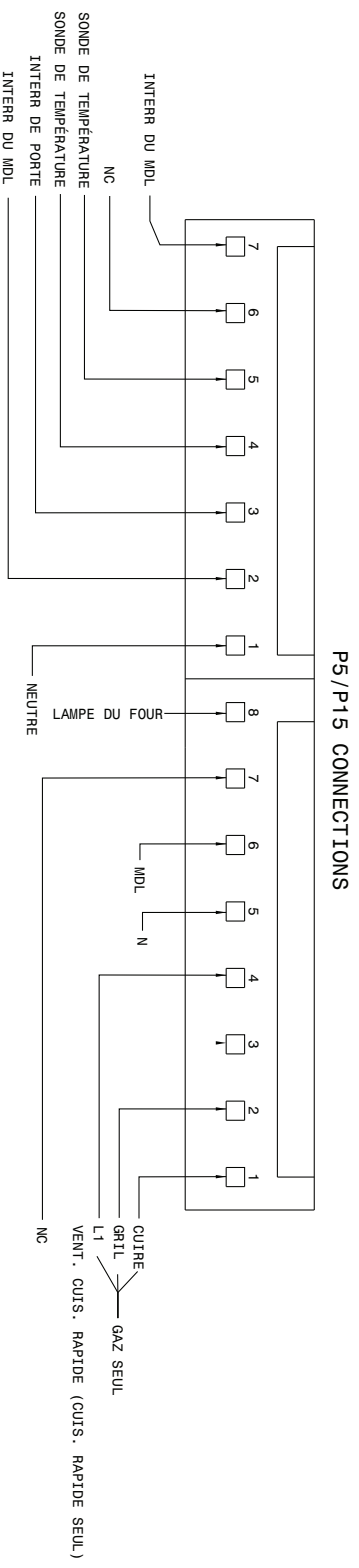 P5/P15 CONNECTIONS
7
6
5
4
3
2
1
8
7
6
5
4
3
2
1
INTERR DU MDL
NC
SONDE DE TEMPÉRATURE
SONDE DE TEMPÉRATURE
INTERR DE PORTE
INTERR DU MDL
NEUTRE
LAMPE DU FOUR
MDL
N
CUIRE
GRIL
L1
GAZ SEUL
VENT. CUIS. RAPIDE (CUIS. RAPIDE SEUL)
NC